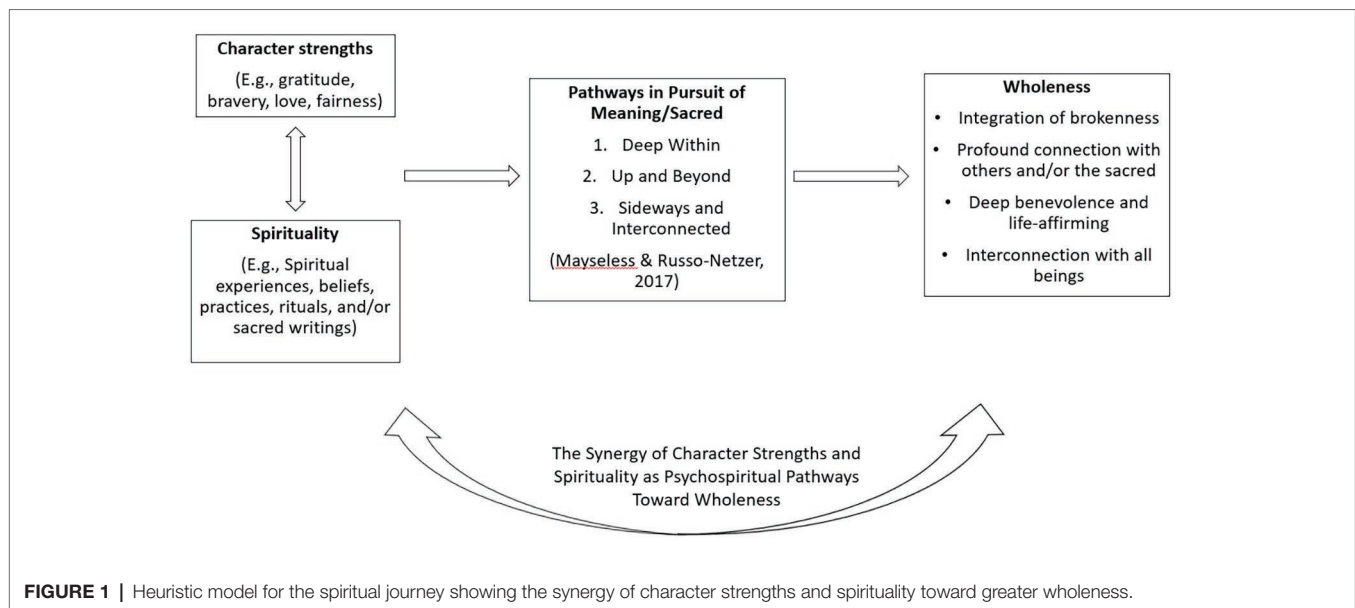 Character strengths
(E.g., gratitude,
bravery, love, fairness)
Spirituality
(E.g., Spiritual
experiences, beliefs,
practices, rituals, and/or
sacred writings)
Pathways in Pursuit of
Meaning/Sacred
1. Deep Within
2. Up and Beyond
3. Sideways and
Interconnected
(Mayseless & Russo-Netzer,
2017)
Wholeness
• Integration of brokenness
• Profound connection with
others and/or the sacred
• Deep benevolence and
life-affirming
• Interconnection with all
beings
The Synergy of Character Strengths and
Spirituality as Psychospiritual Pathways
Toward Wholeness
FIGURE 1 | Heuristic model for the spiritual journey showing the synergy of character strengths and spirituality toward greater wholeness.